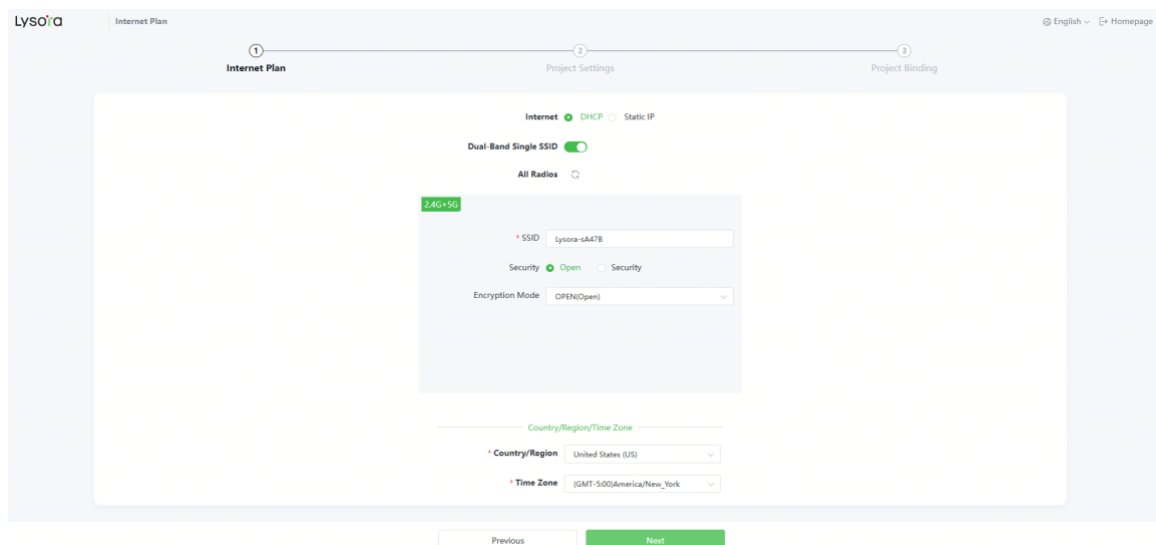 Lysora Internet Plan English Homepage
1 2 3
Internet Plan Project Settings Project Binding
Internet DHCP Static IP
Dual-Band Single SSID
All Radios
2.4G+5G
* SSID Lysora-sA47B
Security Open Security
Encryption Mode OPEN(Open)
Country/Region/Time Zone
* Country/Region United States (US)
* Time Zone (GMT-5:00)America/New_York
Previous Next